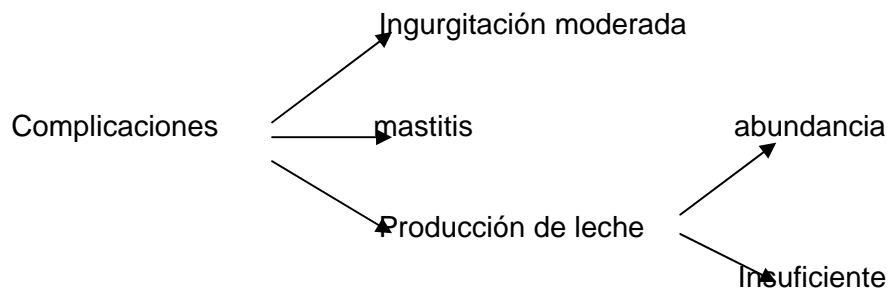 Ingurgitación moderada
Complicaciones mastitis abundancia
Producción de leche
Insuficiente